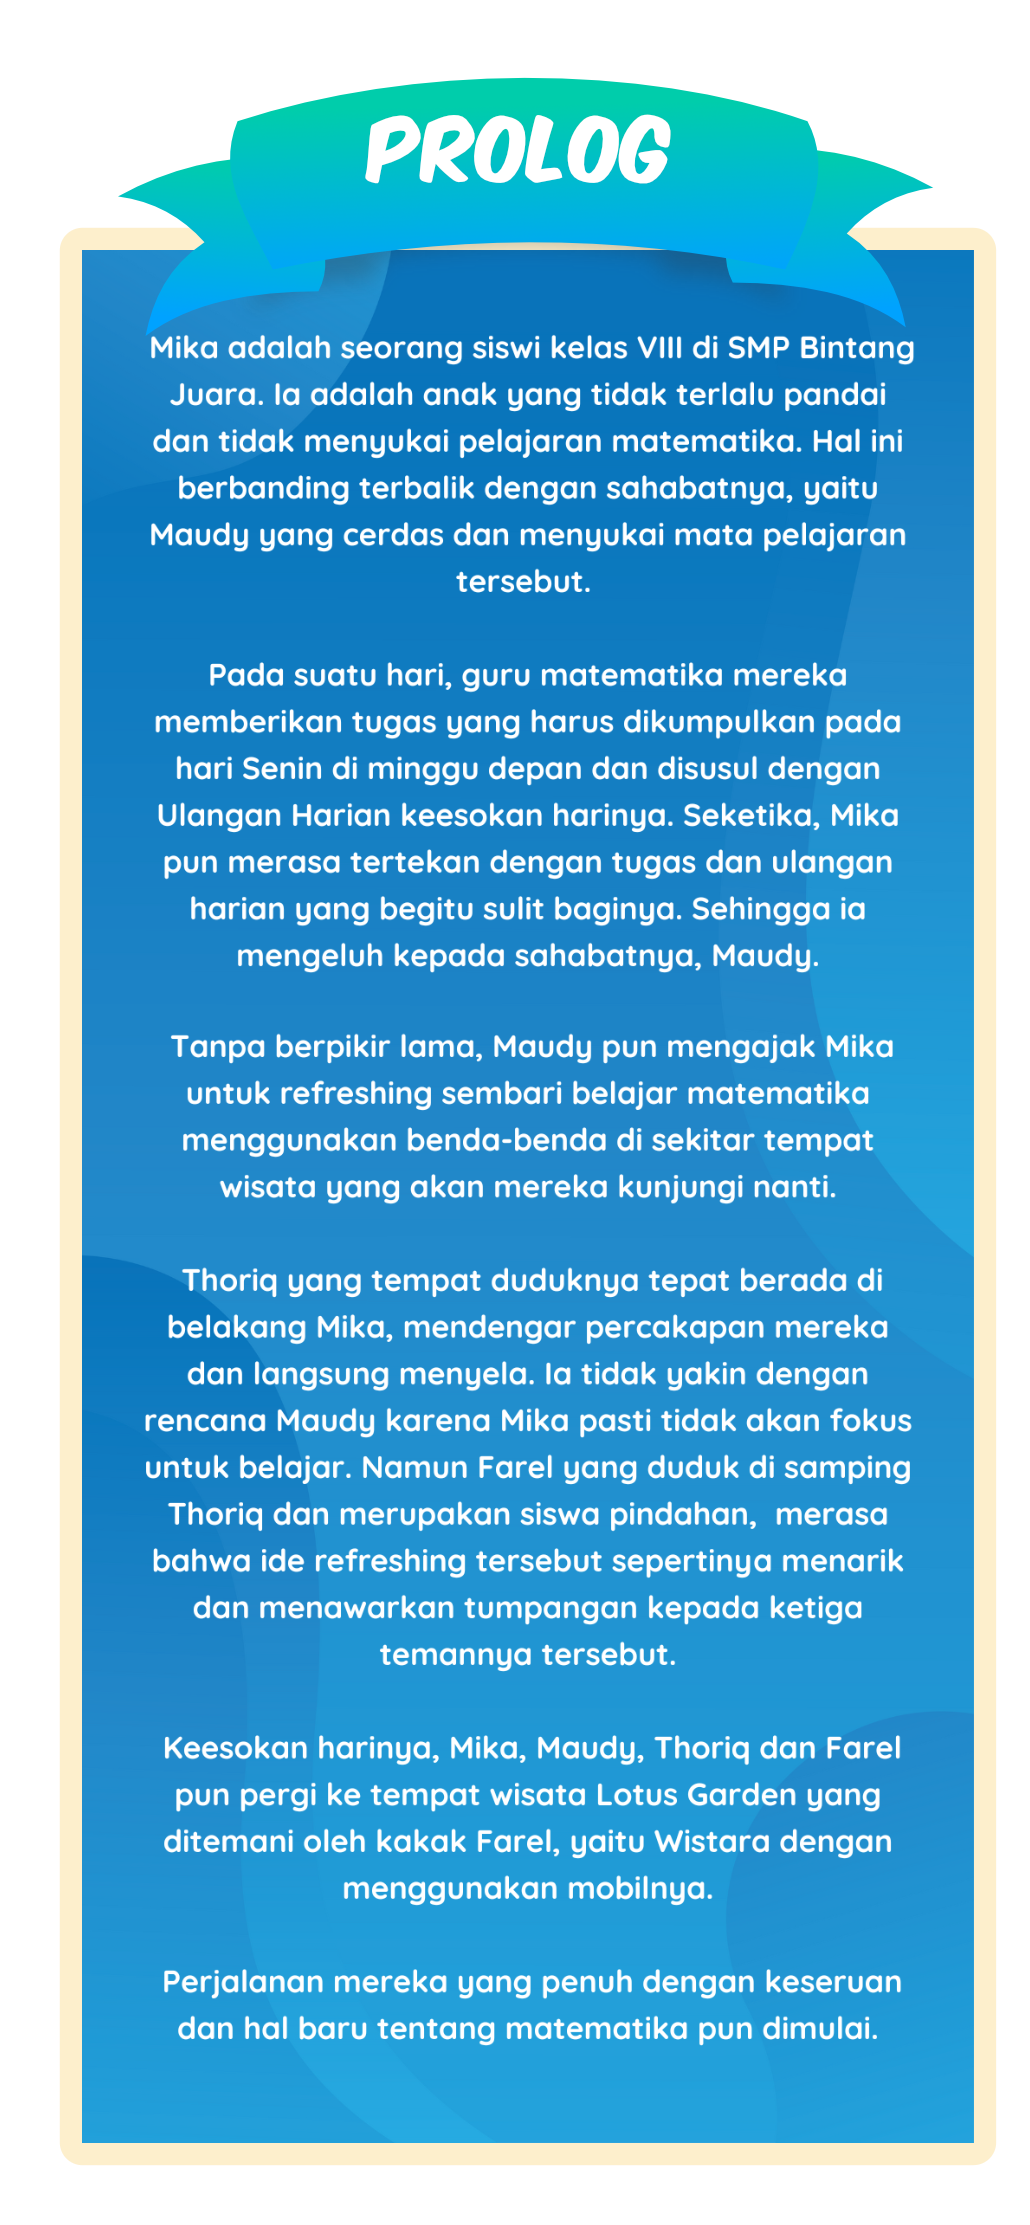 PROLOG
Mika adalah seorang siswi kelas VIII di SMP Bintang
Juara. Ia adalah anak yang tidak terlalu pandai
dan tidak menyukai pelajaran matematika. Hal ini
berbanding terbalik dengan sahabatnya, yaitu
Maudy yang cerdas dan menyukai mata pelajaran
tersebut.
Pada suatu hari, guru matematika mereka
memberikan tugas yang harus dikumpulkan pada
hari Senin di minggu depan dan disusul dengan
Ulangan Harian keesokan harinya. Seketika, Mika
pun merasa tertekan dengan tugas dan ulangan
harian yang begitu sulit baginya. Sehingga ia
mengeluh kepada sahabatnya, Maudy.
Tanpa berpikir lama, Maudy pun mengajak Mika
untuk refreshing sembari belajar matematika
menggunakan benda-benda di sekitar tempat
wisata yang akan mereka kunjungi nanti.
Thoriq yang tempat duduknya tepat berada di
belakang Mika, mendengar percakapan mereka
dan langsung menyela. Ia tidak yakin dengan
rencana Maudy karena Mika pasti tidak akan fokus
untuk belajar. Namun Farel yang duduk di samping
Thoriq dan merupakan siswa pindahan,  merasa
bahwa ide refreshing tersebut sepertinya menarik
dan menawarkan tumpangan kepada ketiga
temannya tersebut.
Keesokan harinya, Mika, Maudy, Thoriq dan Farel
pun pergi ke tempat wisata Lotus Garden yang
ditemani oleh kakak Farel, yaitu Wistara dengan
menggunakan mobilnya.
Perjalanan mereka yang penuh dengan keseruan
dan hal baru tentang matematika pun dimulai.